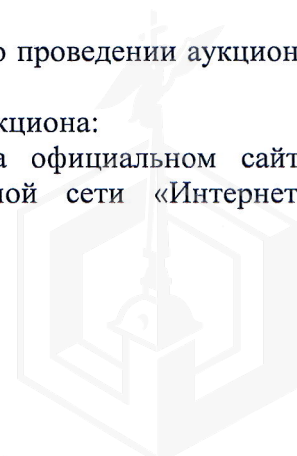 о проведении аукцион
кциона:
а официальном сайт
ной сети «Интернет